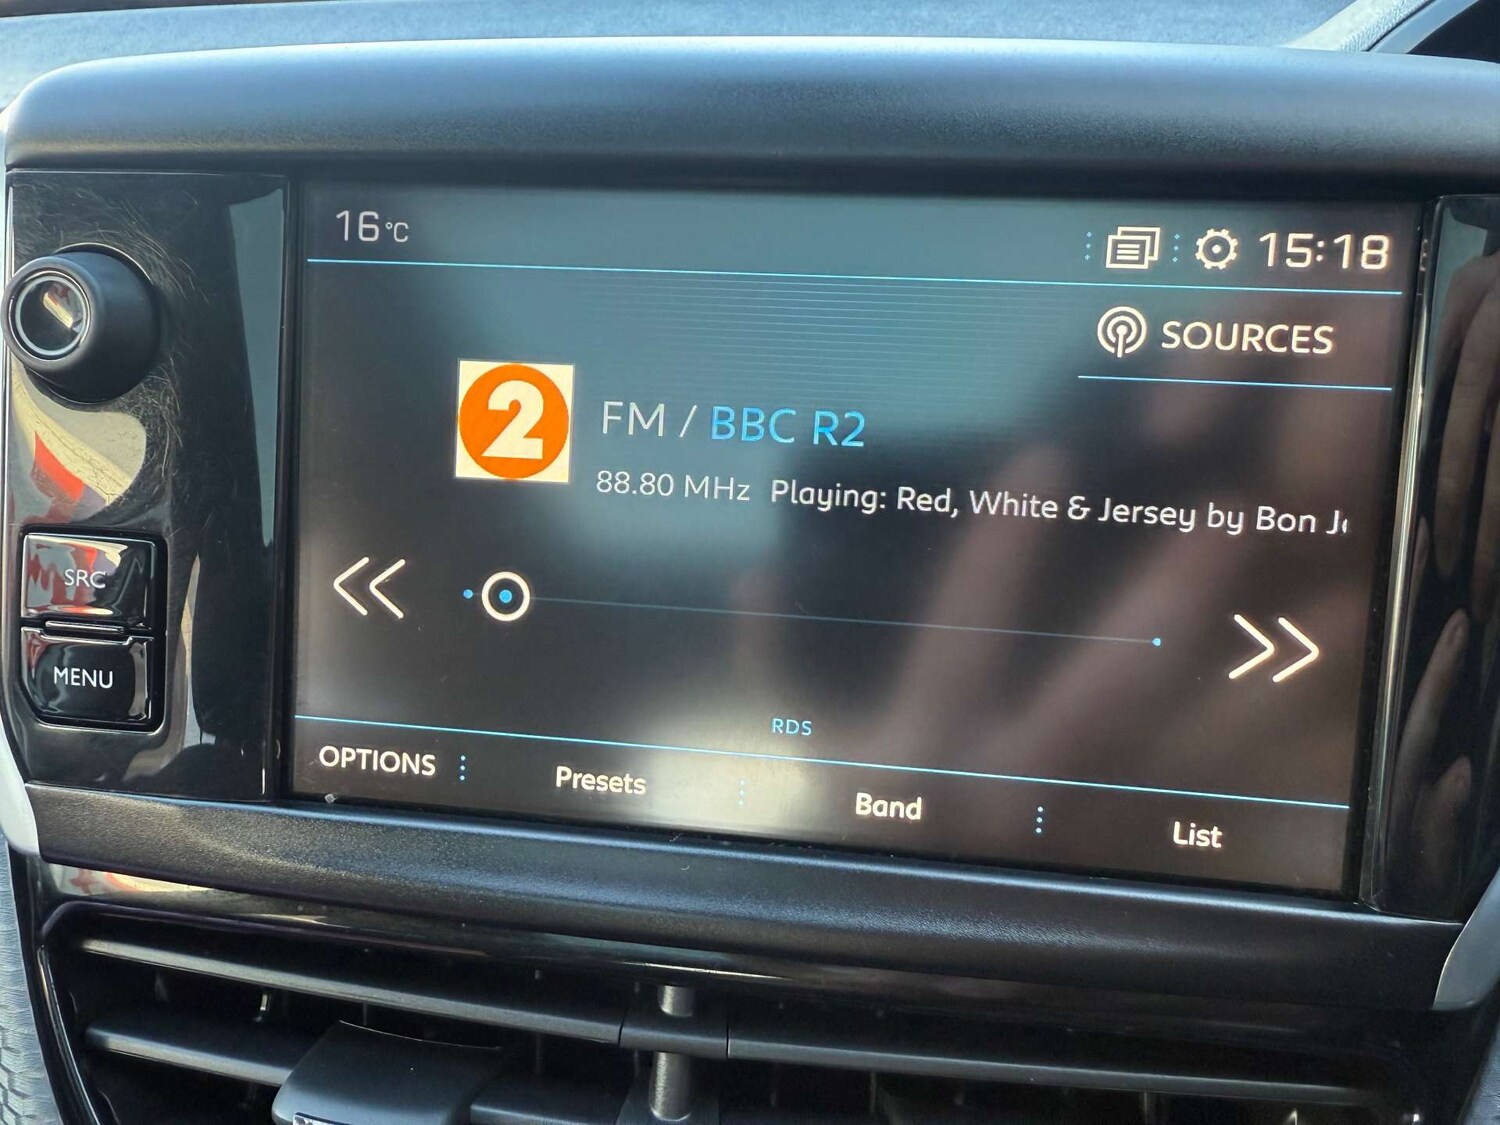 16°C
15:18
SOURCES
2
FM / BBC R2
88.80 MHz Playing: Red, White & Jersey by Bon
SRC
MENU
RDS
OPTIONS
Presets
Band
List